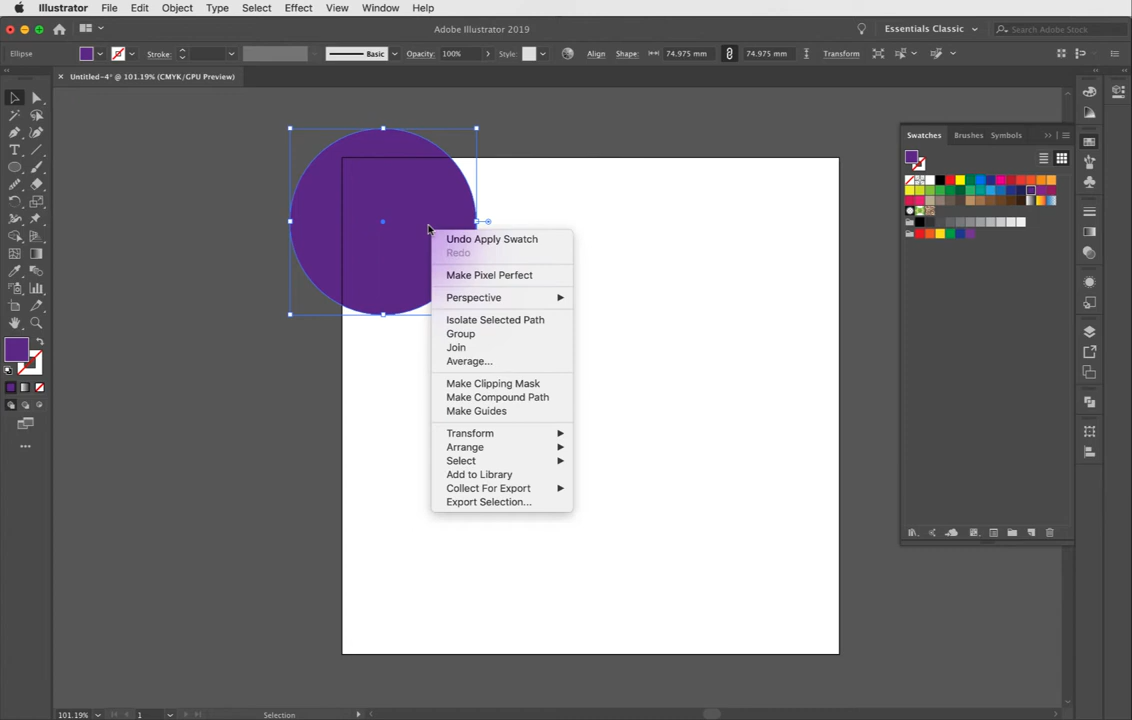 Illustrator File Edit Object Type Select Effect View Window Help
Adobe Illustrator 2019
Essentials Classic
Search Adobe Stock
Ellipse Stroke: Basic Opacity: 100% Style: Align Shape: 74.975 mm 74.975 mm Transform
Untitled-4* @ 101.19% (CMYK/GPU Preview)
Swatches Brushes Symbols
Undo Apply Swatch
Redo
Make Pixel Perfect
Perspective
Isolate Selected Path
Group
Join
Average...
Make Clipping Mask
Make Compound Path
Make Guides
Transform
Arrange
Select
Add to Library
Collect For Export
Export Selection...
101.19% 1 Selection